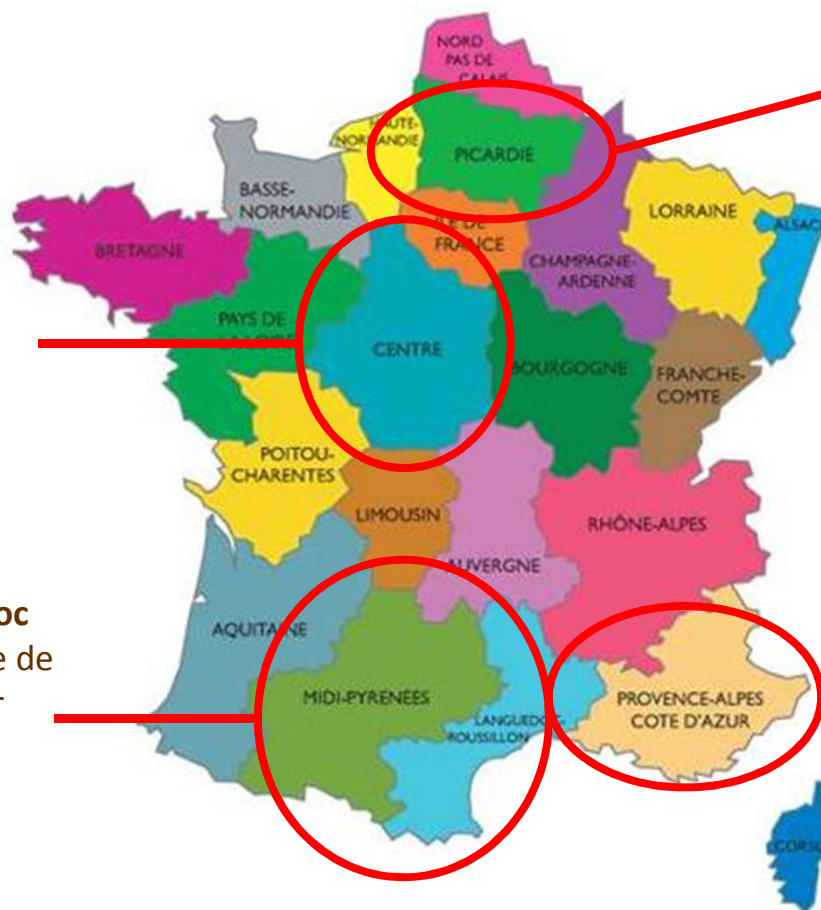 NORD
PAS DE
CALAIS
HAUTE-
NORMANDIE
PICARDIE
BASSE-
NORMANDIE
LORRAINE
ALSAC
ILE DE
FRANCE
BRETAGNE
CHAMPAGNE-
ARDENNE
PAYS DE
LA LOIRE
CENTRE
BOURGOGNE
FRANCHE-
COMTE
POITOU-
CHARENTES
LIMOUSIN
RHÔNE-ALPES
AUVERGNE
oc
e de
AQUITAINE
MIDI-PYRENEES
PROVENCE-ALPES
COTE D'AZUR
LANGUEDOC-
ROUSSILLON
CORS